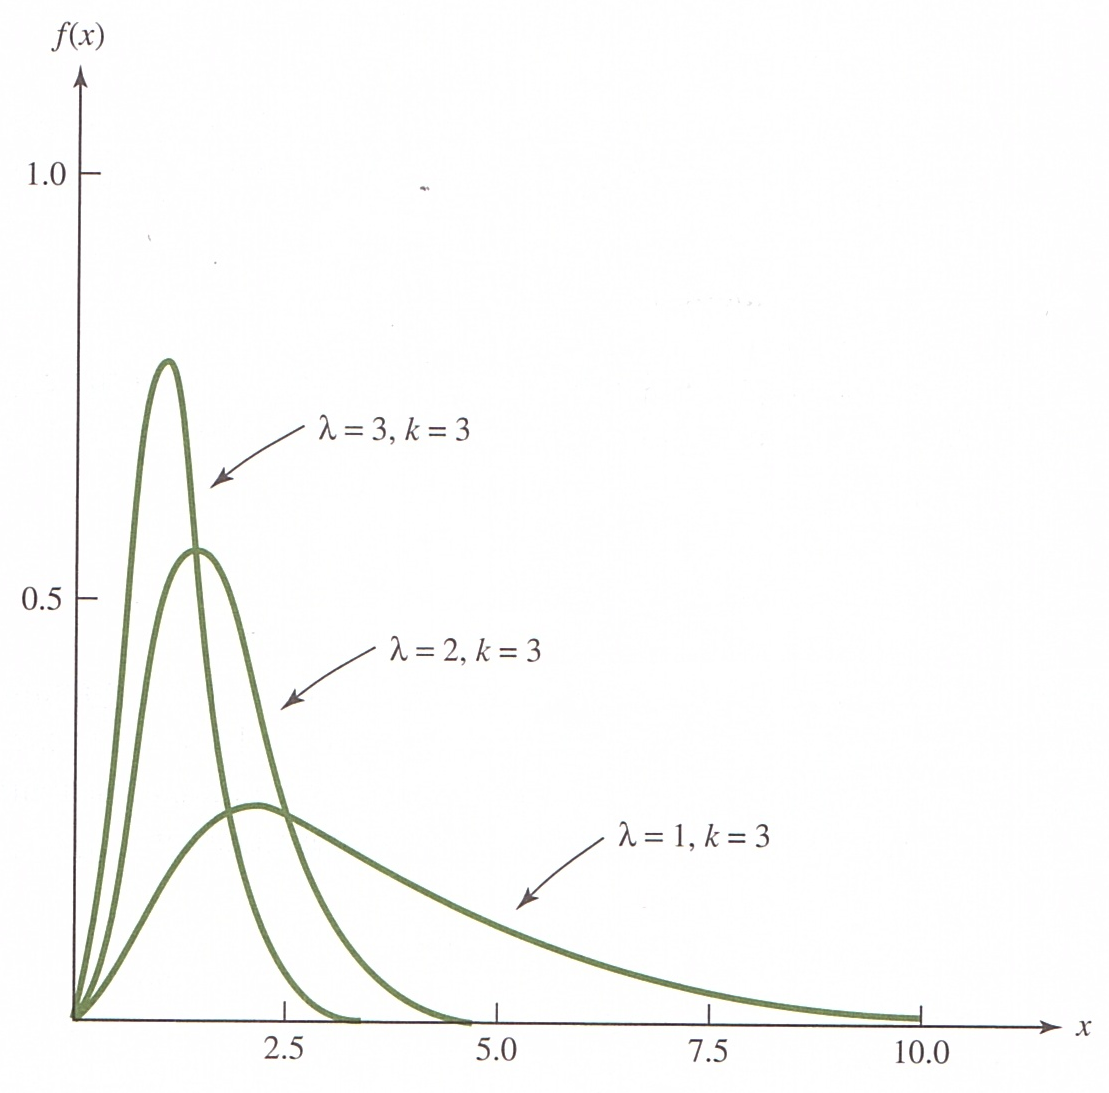 f(x)
1.0
λ = 3, k = 3
0.5
λ = 2, k = 3
λ = 1, k = 3
x
2.5 5.0 7.5 10.0